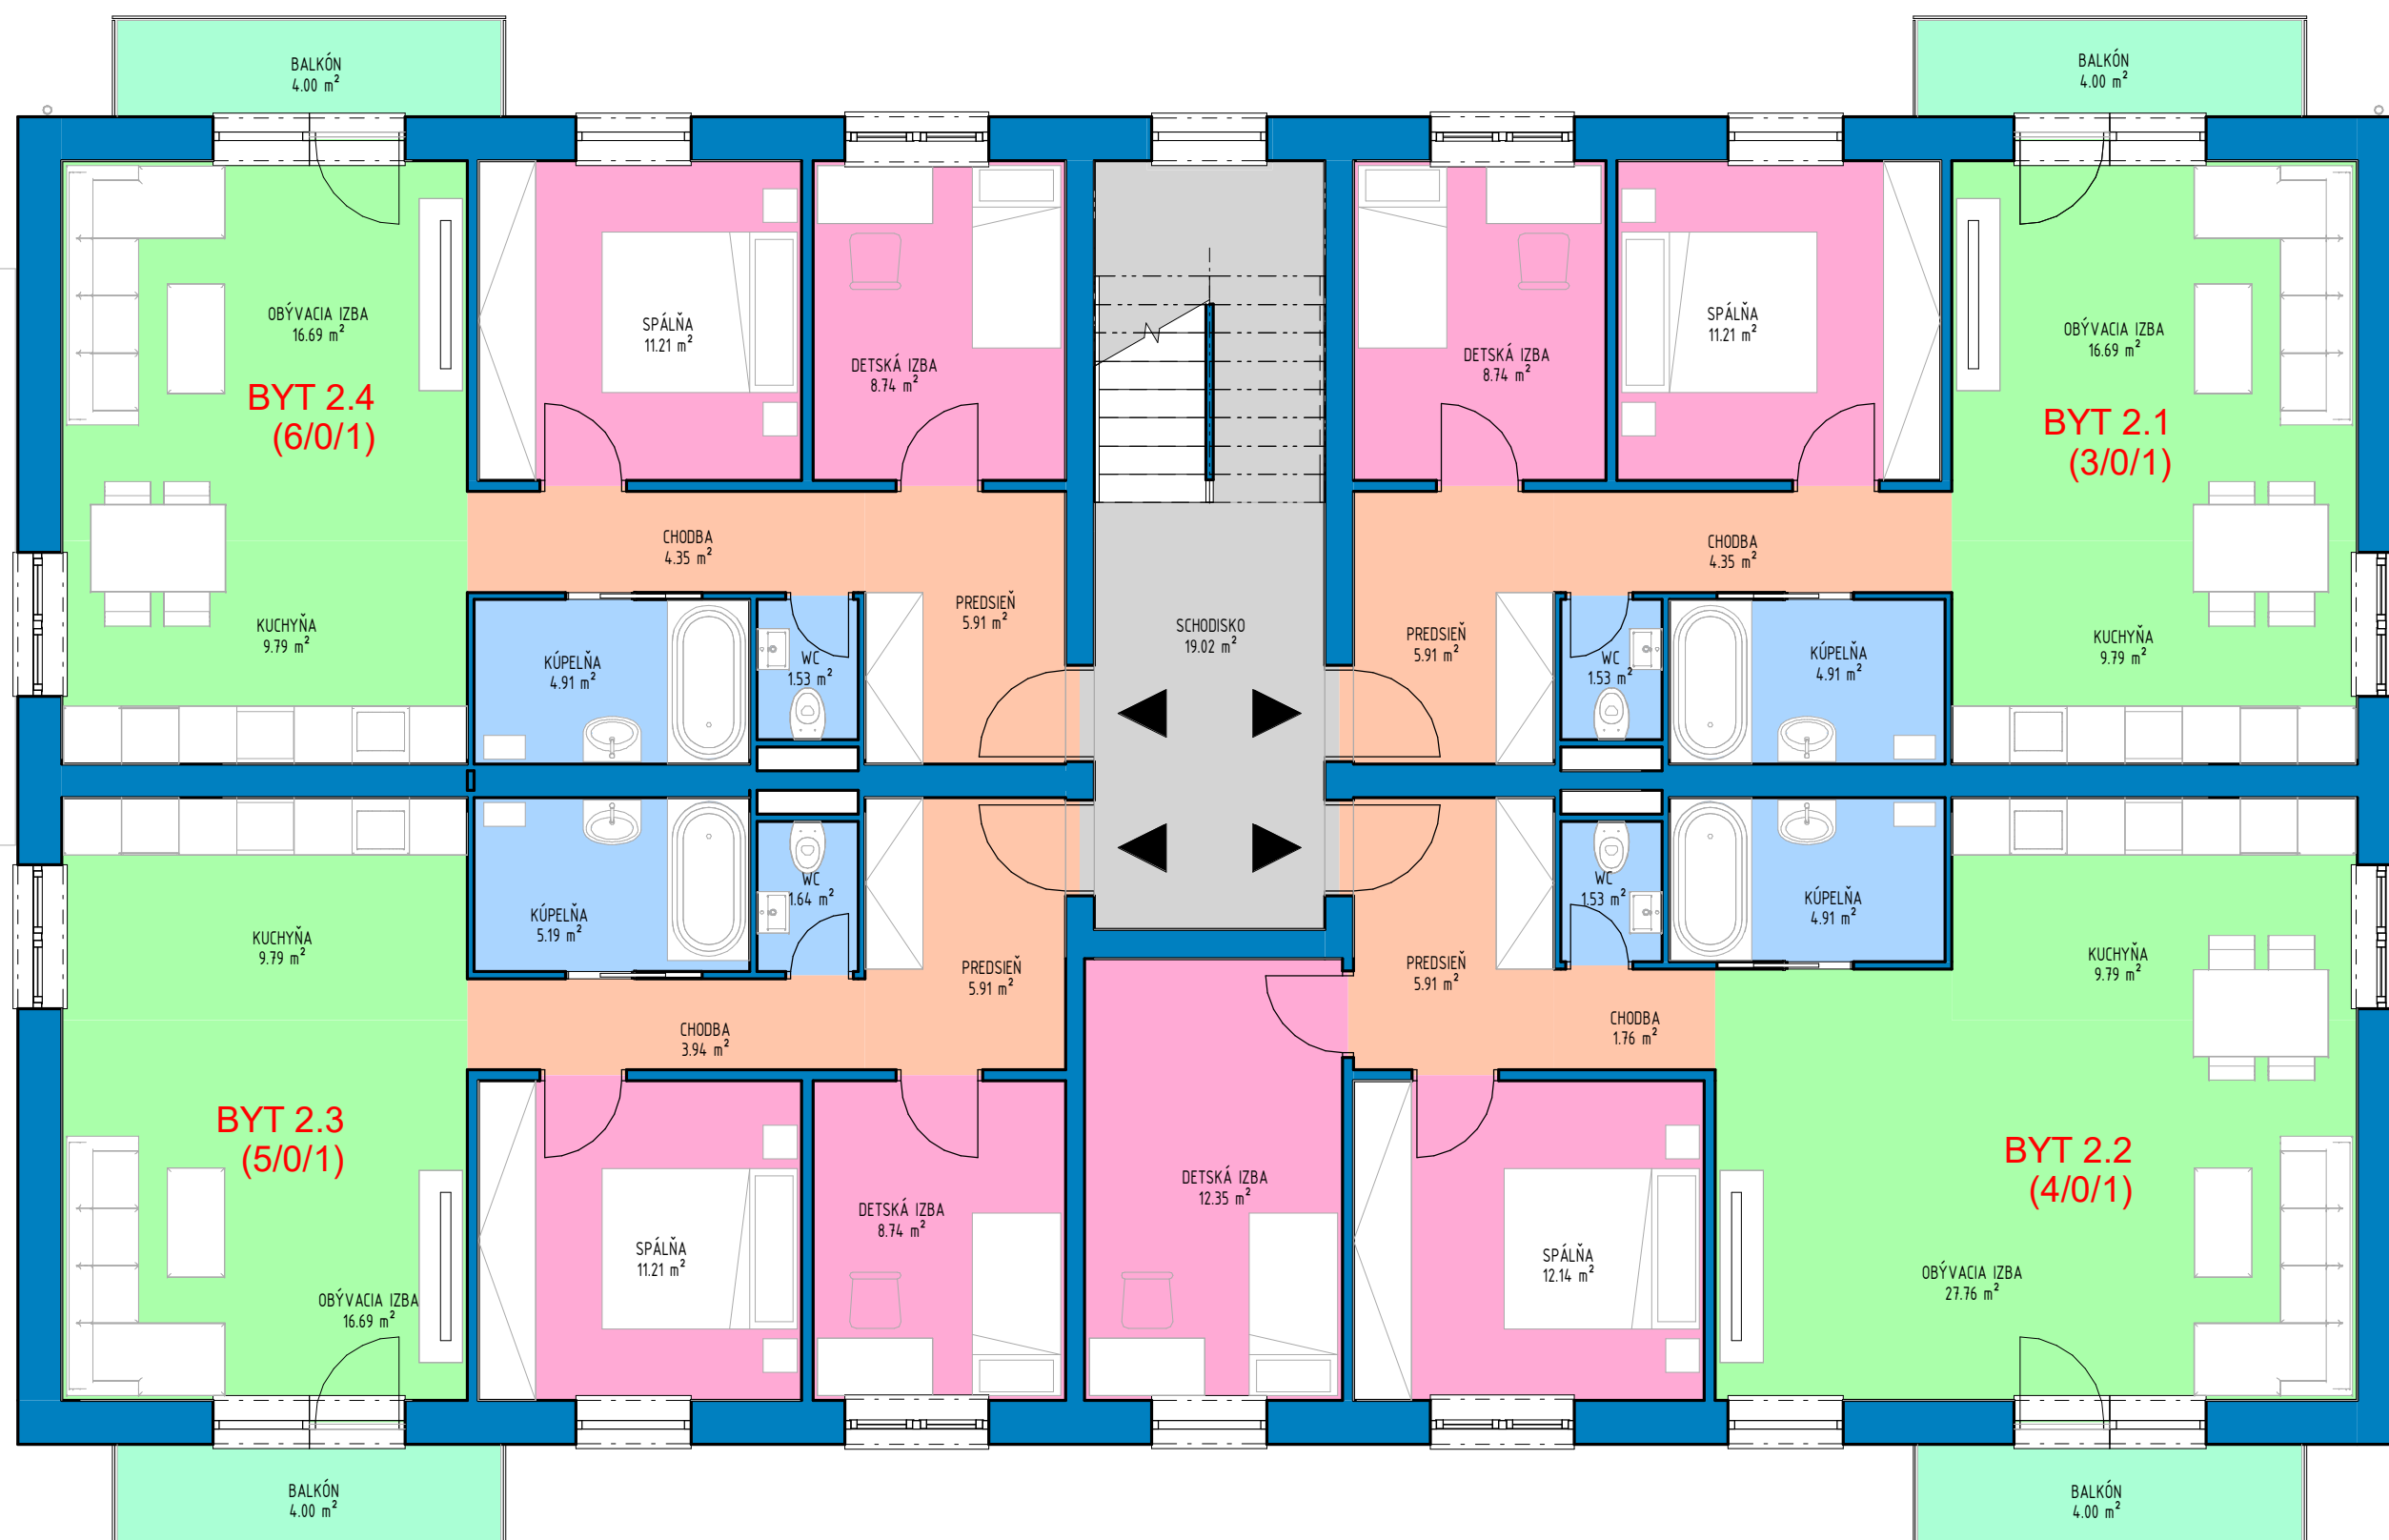 BALKÓN
4.00 m²
BALKÓN
4.00 m²
OBÝVACIA IZBA
16.69 m²
BYT 2.4
(6/0/1)
SPÁLŇA
11.21 m²
DETSKÁ IZBA
8.74 m²
DETSKÁ IZBA
8.74 m²
SPÁLŇA
11.21 m²
OBÝVACIA IZBA
16.69 m²
BYT 2.1
(3/0/1)
CHODBA
4.35 m²
CHODBA
4.35 m²
KUCHYŇA
9.79 m²
KÚPEĽŇA
4.91 m²
WC
1.53 m²
PREDSIEŇ
5.91 m²
SCHODISKO
19.02 m²
PREDSIEŇ
5.91 m²
WC
1.53 m²
KÚPEĽŇA
4.91 m²
KUCHYŇA
9.79 m²
KUCHYŇA
9.79 m²
KÚPEĽŇA
5.19 m²
WC
1.64 m²
PREDSIEŇ
5.91 m²
PREDSIEŇ
5.91 m²
WC
1.53 m²
KÚPEĽŇA
4.91 m²
KUCHYŇA
9.79 m²
CHODBA
3.94 m²
CHODBA
1.76 m²
BYT 2.3
(5/0/1)
OBÝVACIA IZBA
16.69 m²
SPÁLŇA
11.21 m²
DETSKÁ IZBA
8.74 m²
DETSKÁ IZBA
12.35 m²
SPÁLŇA
12.14 m²
BYT 2.2
(4/0/1)
OBÝVACIA IZBA
27.76 m²
BALKÓN
4.00 m²
BALKÓN
4.00 m²